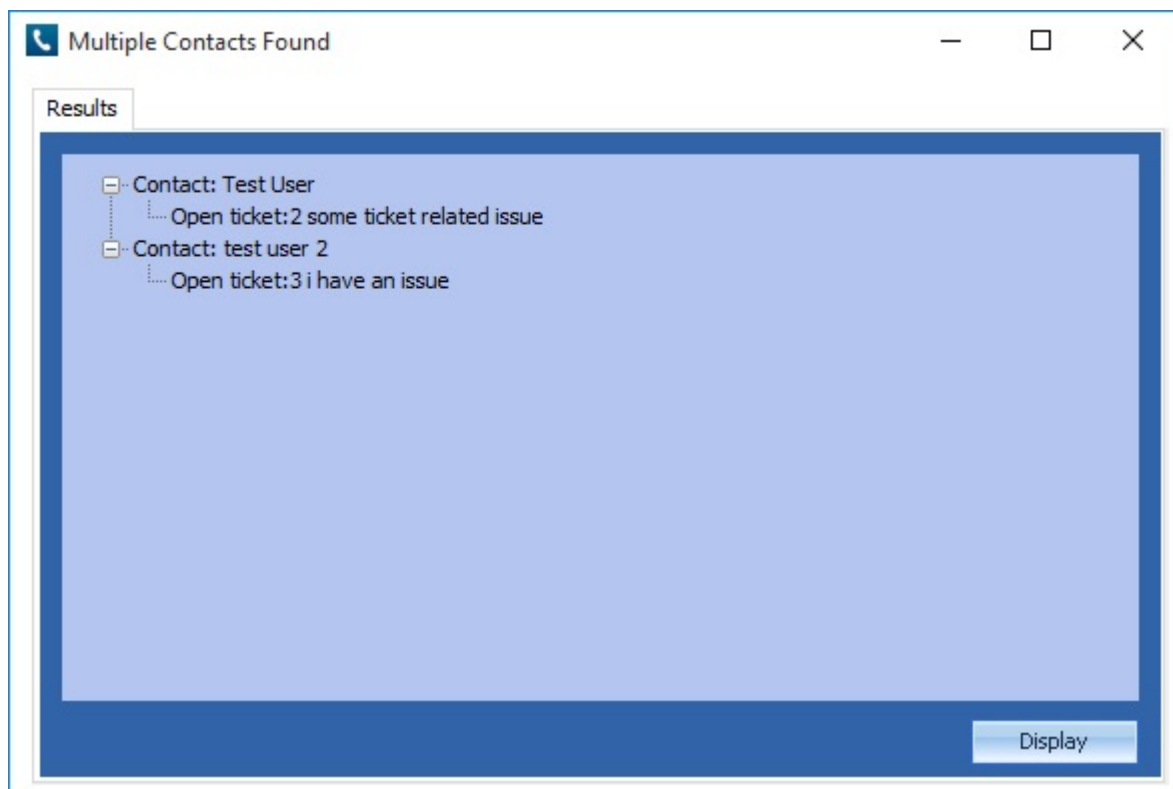 Multiple Contacts Found
Results
Contact: Test User
Open ticket:2 some ticket related issue
Contact: test user 2
Open ticket:3 i have an issue
Display